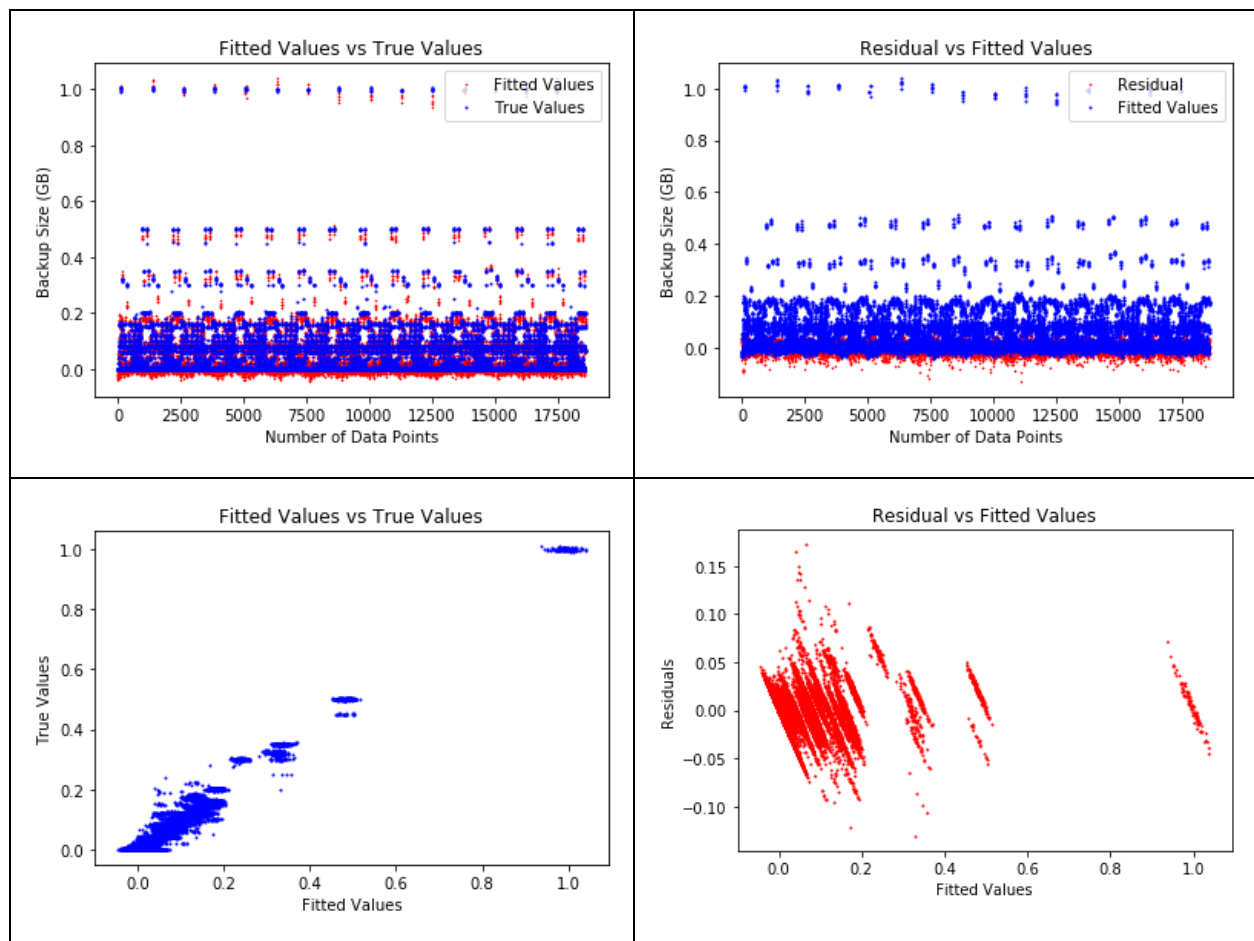 Fitted Values vs True Values
1.0
0.8
0.6
0.4
0.2
0.0
Backup Size (GB)
Fitted Values
True Values
0 2500 5000 7500 10000 12500 15000 17500
Number of Data Points
Residual vs Fitted Values
1.0
0.8
0.6
0.4
0.2
0.0
Backup Size (GB)
Residual
Fitted Values
0 2500 5000 7500 10000 12500 15000 17500
Number of Data Points
Fitted Values vs True Values
1.0
0.8
0.6
0.4
0.2
0.0
True Values
0.0 0.2 0.4 0.6 0.8 1.0
Fitted Values
Residual vs Fitted Values
0.15
0.10
0.05
0.00
−0.05
−0.10
Residuals
0.0 0.2 0.4 0.6 0.8 1.0
Fitted Values